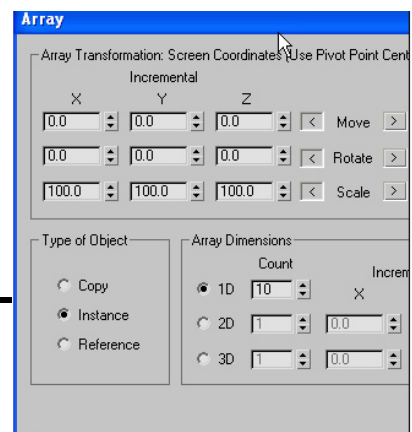 Array
Array Transformation: Screen Coordinates (Use Pivot Point Cent
Incremental
X Y Z
0.0 0.0 0.0 < Move >
0.0 0.0 0.0 < Rotate >
100.0 100.0 100.0 < Scale >
Type of Object
Copy
Instance
Reference
Array Dimensions
Count
Increm
1D 10 X
2D 1 0.0
3D 1 0.0